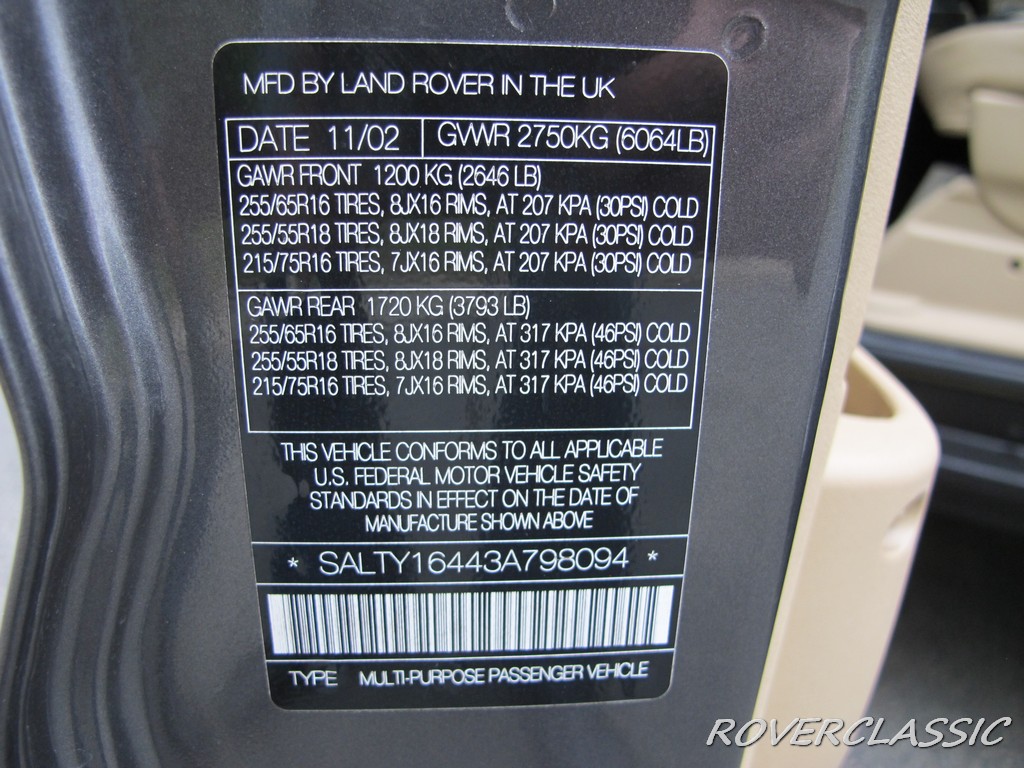 MFD BY LAND ROVER IN THE UK
DATE 11/02 GVWR 2750KG (6064LB)
GAWR FRONT 1200 KG (2646 LB)
255/65R16 TIRES, 8JX16 RIMS, AT 207 KPA (30PSI) COLD
255/55R18 TIRES, 8JX18 RIMS, AT 207 KPA (30PSI) COLD
215/75R16 TIRES, 7JX16 RIMS, AT 207 KPA (30PSI) COLD
GAWR REAR 1720 KG (3793 LB)
255/65R16 TIRES, 8JX16 RIMS, AT 317 KPA (46PSI) COLD
255/55R18 TIRES, 8JX18 RIMS, AT 317 KPA (46PSI) COLD
215/75R16 TIRES, 7JX16 RIMS, AT 317 KPA (46PSI) COLD
THIS VEHICLE CONFORMS TO ALL APPLICABLE
U.S. FEDERAL MOTOR VEHICLE SAFETY
STANDARDS IN EFFECT ON THE DATE OF
MANUFACTURE SHOWN ABOVE
* SALTY16443A798094 *
TYPE MULTI-PURPOSE PASSENGER VEHICLE
ROVERCLASSIC